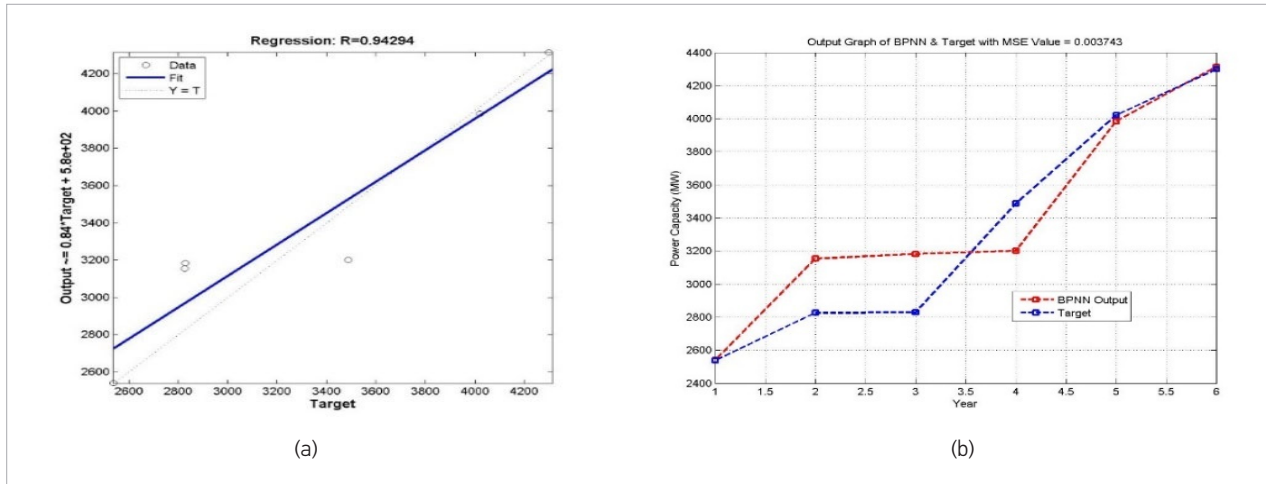 Regression: R=0.94294
Data
Fit
Y = T
Output ~= 0.84*Target + 5.8e+02
4200
4000
3800
3600
3400
3200
3000
2800
2600
2600 2800 3000 3200 3400 3600 3800 4000 4200
Target
(a)
Output Graph of BPNN & Target with MSE Value = 0.003743
Power Capacity (MW)
4400
4200
4000
3800
3600
3400
3200
3000
2800
2600
2400
BPNN Output
Target
1 1.5 2 2.5 3 3.5 4 4.5 5 5.5 6
Year
(b)